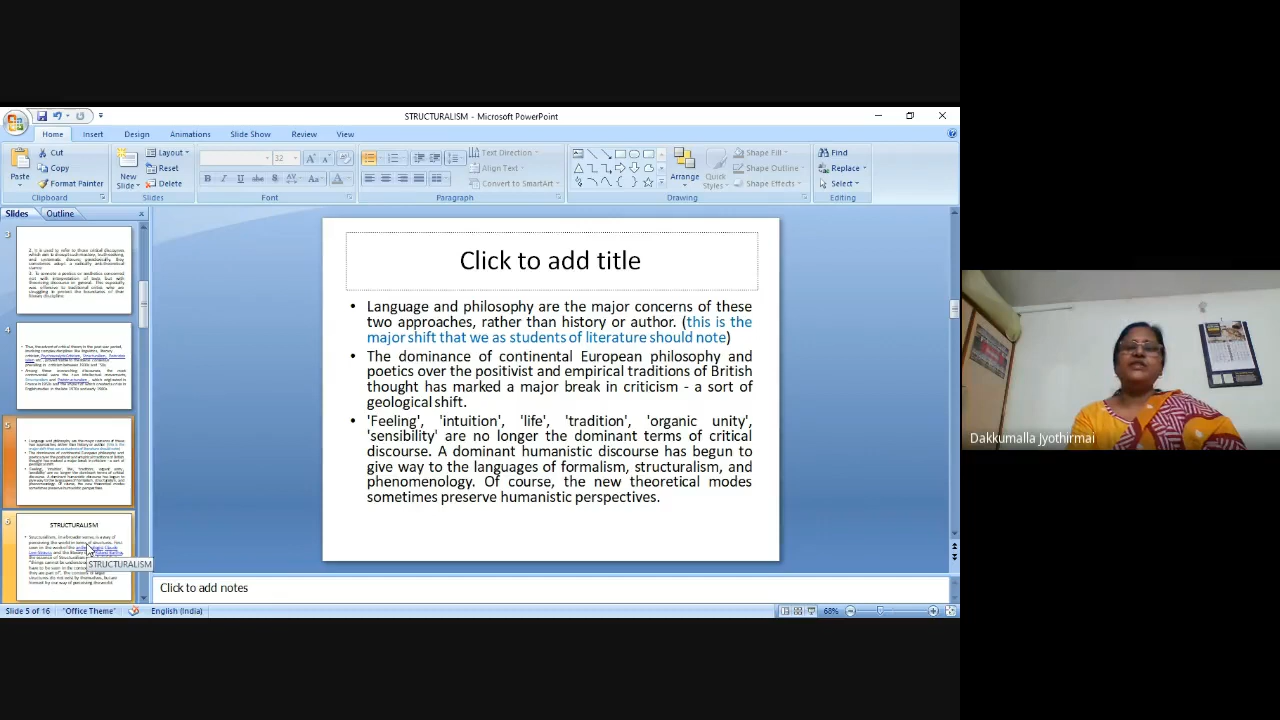 STRUCTURALISM - Microsoft PowerPoint
Home Insert Design Animations Slide Show Review View
Paste
Cut
Copy
Format Painter
Clipboard
New
Slide
Layout
Reset
Delete
Slides
32
Font
Text Direction
Align Text
Convert to SmartArt
Paragraph
Arrange
Quick
Styles
Shape Fill
Shape Outline
Shape Effects
Drawing
Find
Replace
Select
Editing
Slides Outline
3
4
5
6
STRUCTURALISM
STRUCTURALISM
Click to add title
• Language and philosophy are the major concerns of these
two approaches, rather than history or author. (this is the
major shift that we as students of literature should note)
• The dominance of continental European philosophy and
poetics over the positivist and empirical traditions of British
thought has marked a major break in criticism - a sort of
geological shift.
• 'Feeling', 'intuition', 'life', 'tradition', 'organic unity',
'sensibility' are no longer the dominant terms of critical
discourse. A dominant humanistic discourse has begun to
give way to the languages of formalism, structuralism, and
phenomenology. Of course, the new theoretical modes
sometimes preserve humanistic perspectives.
Click to add notes
Slide 5 of 16 "Office Theme" English (India) 68%
Dakkumalla Jyothirmai